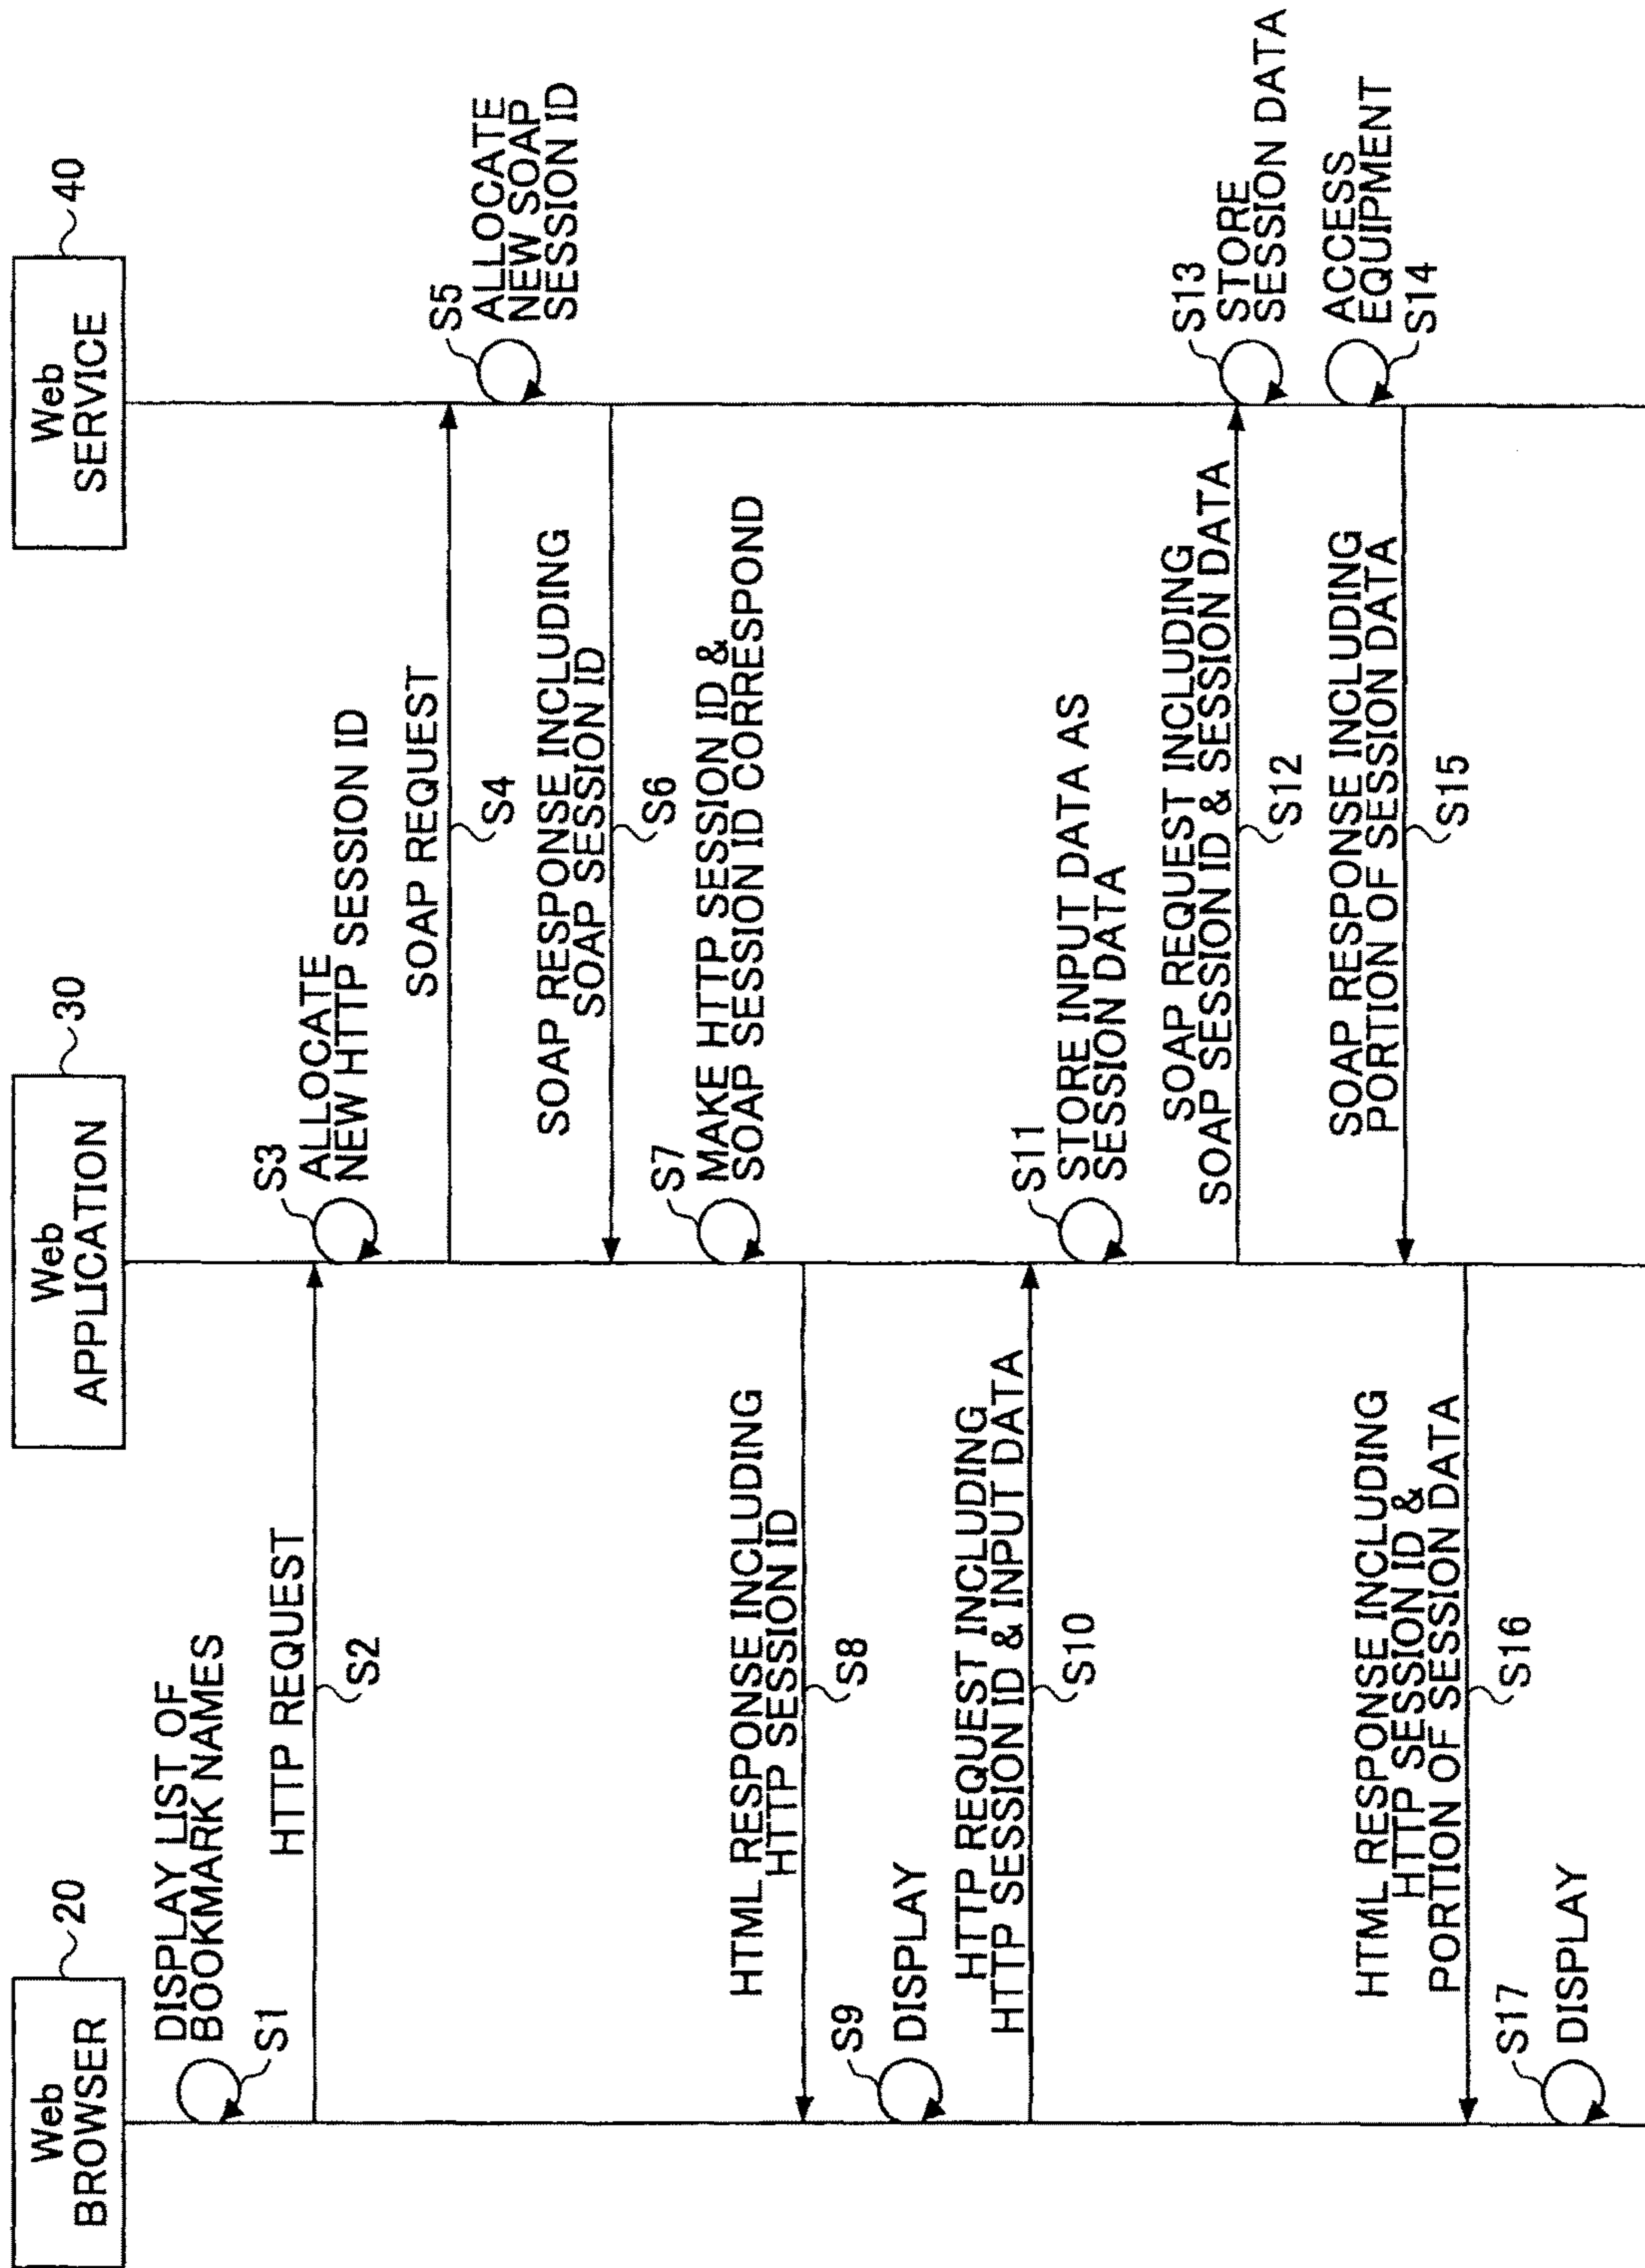 Web
BROWSER
20
Web
APPLICATION
30
Web
SERVICE
40
DISPLAY LIST OF
BOOKMARK NAMES
S1
HTTP REQUEST
S2
S3
ALLOCATE
NEW HTTP SESSION ID
SOAP REQUEST
S4
S5
ALLOCATE
NEW SOAP
SESSION ID
SOAP RESPONSE INCLUDING
SOAP SESSION ID
S6
S7
MAKE HTTP SESSION ID &
SOAP SESSION ID CORRESPOND
HTML RESPONSE INCLUDING
HTTP SESSION ID
S8
S9
DISPLAY
HTTP REQUEST INCLUDING
HTTP SESSION ID & INPUT DATA
S10
S11
STORE INPUT DATA AS
SESSION DATA
SOAP REQUEST INCLUDING
SOAP SESSION ID & SESSION DATA
S12
S13
STORE
SESSION DATA
ACCESS
EQUIPMENT
S14
SOAP RESPONSE INCLUDING
PORTION OF SESSION DATA
S15
HTML RESPONSE INCLUDING
HTTP SESSION ID &
PORTION OF SESSION DATA
S16
S17
DISPLAY